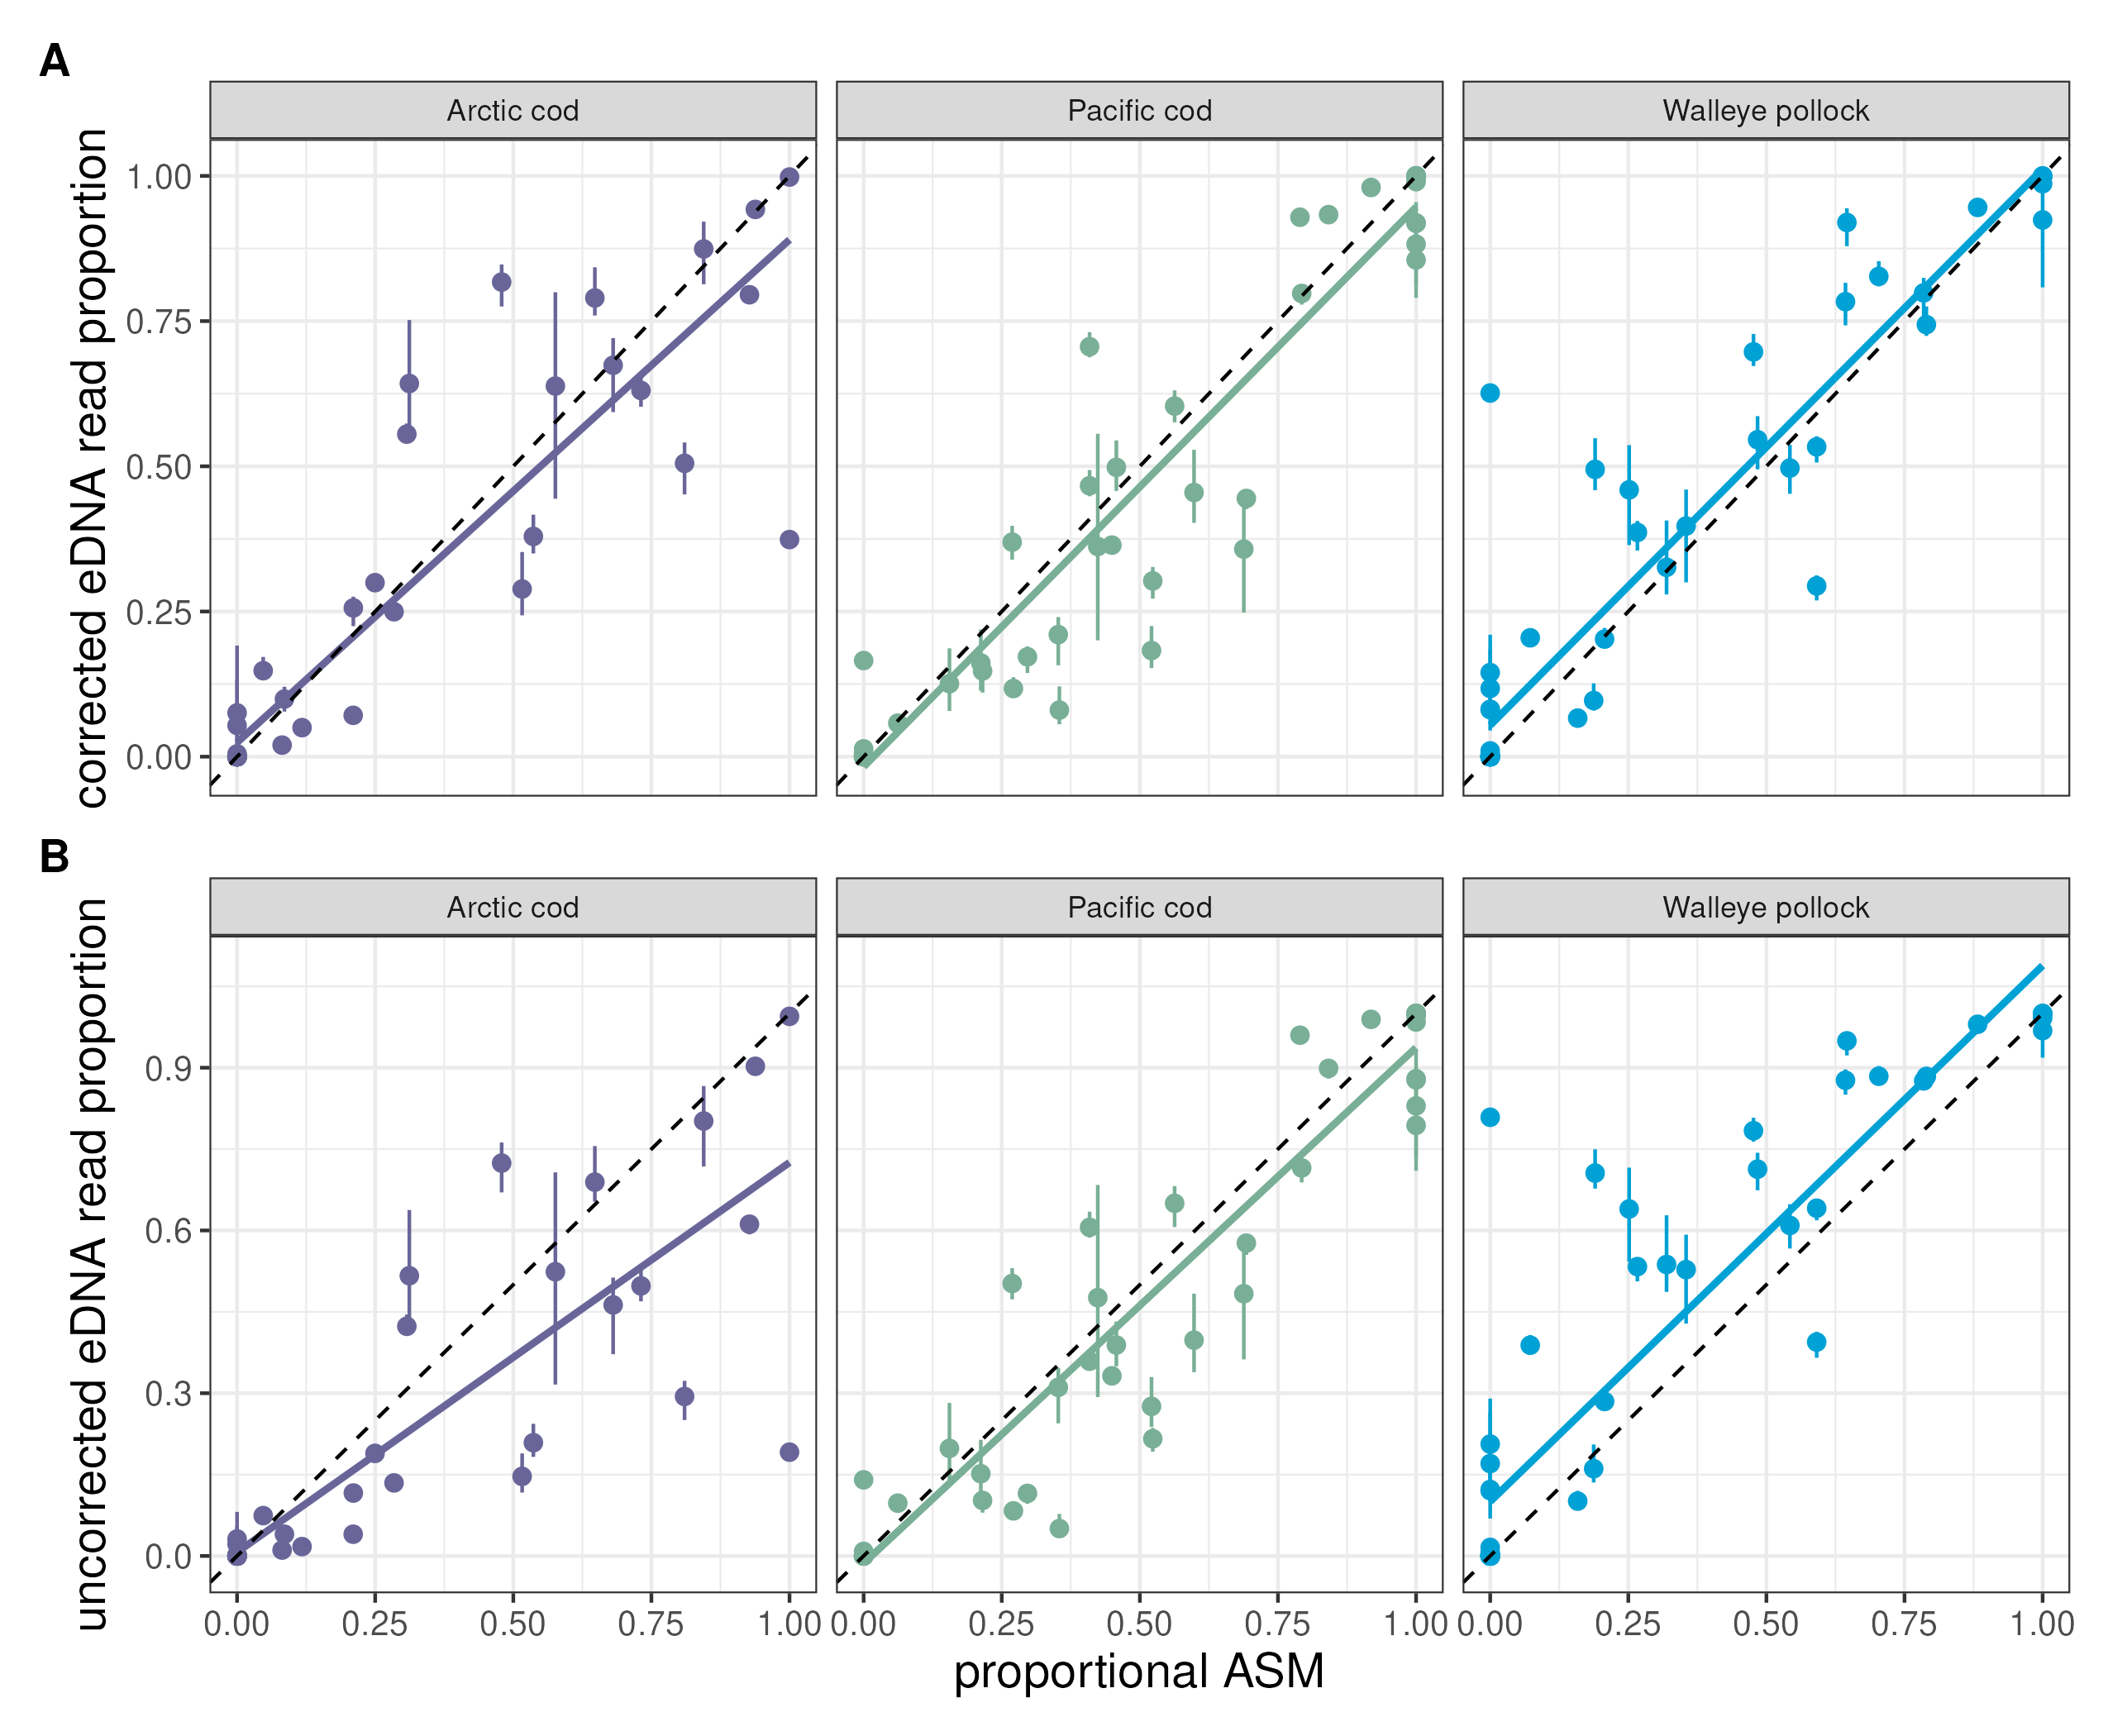 A
Arctic cod Pacific cod Walleye pollock
corrected eDNA read proportion
1.00
0.75
0.50
0.25
0.00
B
Arctic cod Pacific cod Walleye pollock
uncorrected eDNA read proportion
0.9
0.6
0.3
0.0
0.00 0.25 0.50 0.75 1.00 0.00 0.25 0.50 0.75 1.00 0.00 0.25 0.50 0.75 1.00
proportional ASM